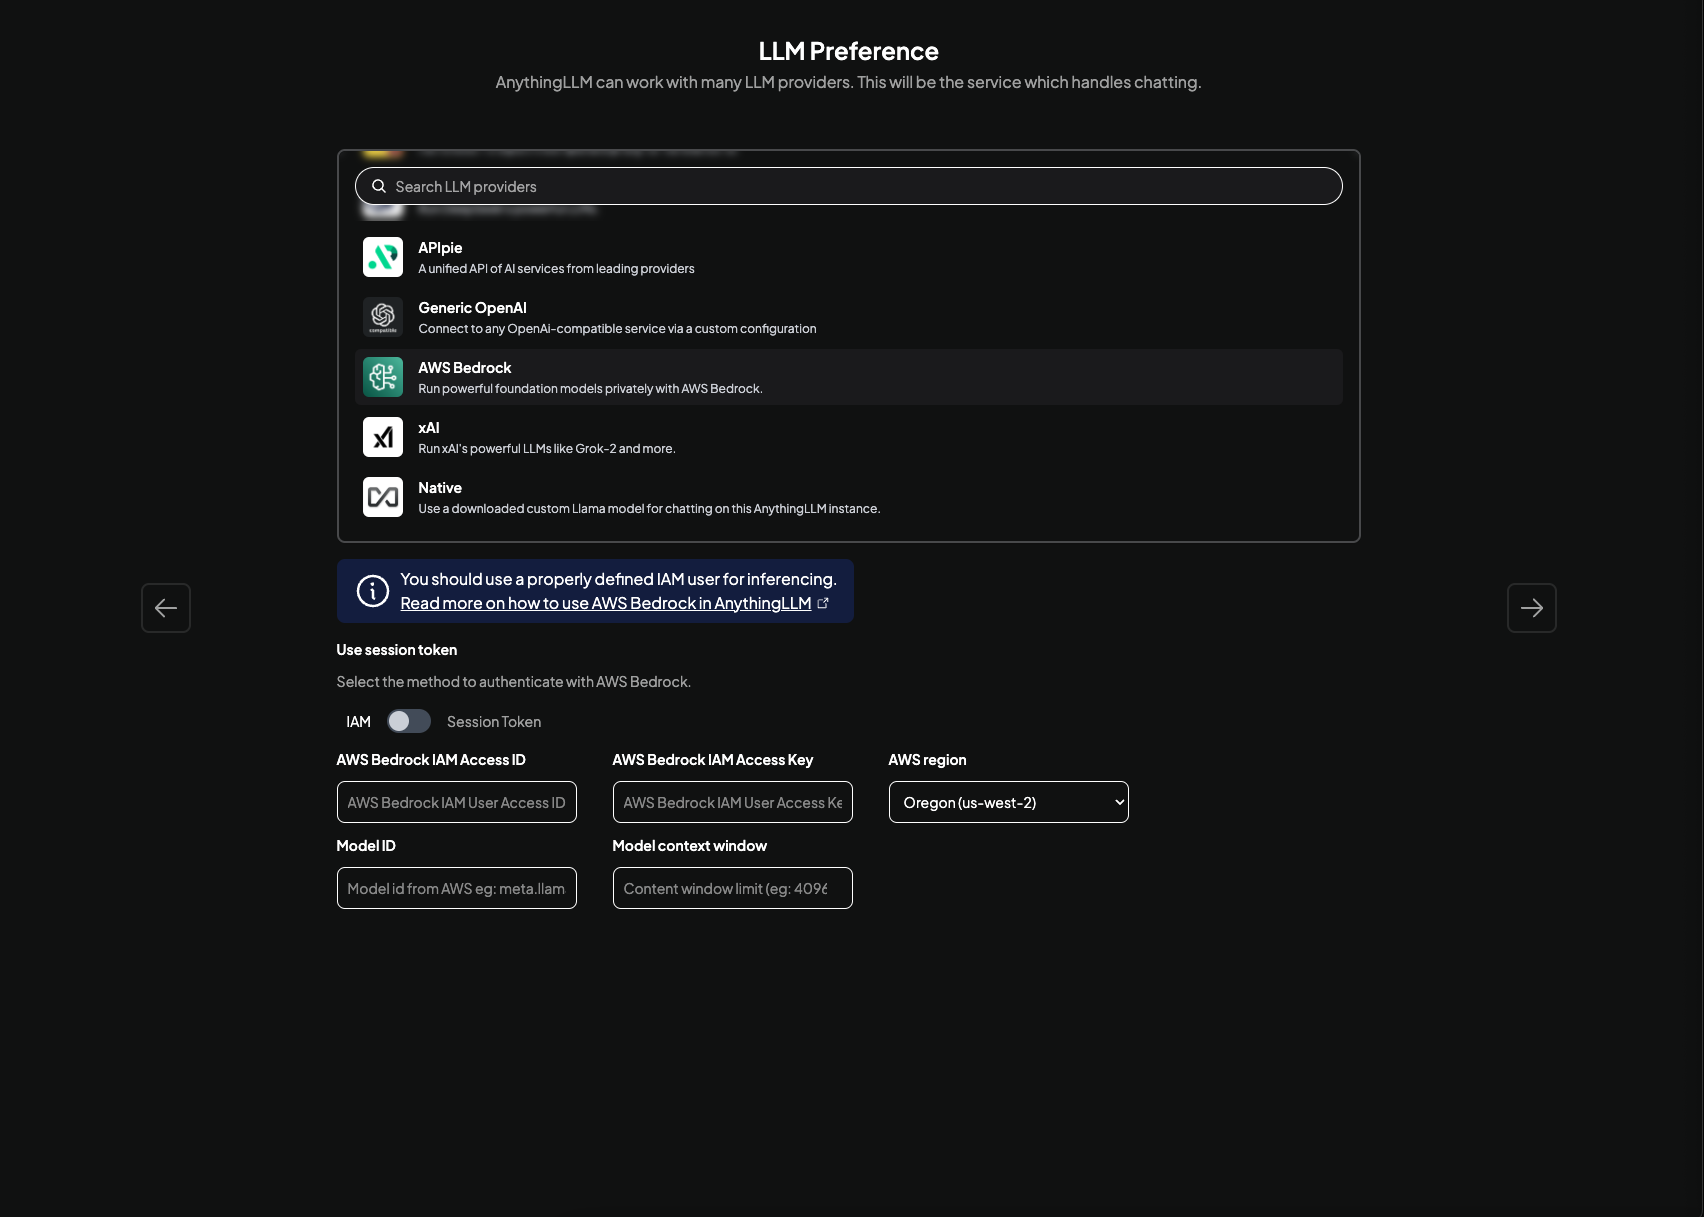 LLM Preference
AnythingLLM can work with many LLM providers. This will be the service which handles chatting.
Search LLM providers
APIpie
A unified API of AI services from leading providers
compatible
Generic OpenAI
Connect to any OpenAi-compatible service via a custom configuration
AWS Bedrock
Run powerful foundation models privately with AWS Bedrock.
xAI
Run xAI's powerful LLMs like Grok-2 and more.
Native
Use a downloaded custom Llama model for chatting on this AnythingLLM instance.
You should use a properly defined IAM user for inferencing.
Read more on how to use AWS Bedrock in AnythingLLM
Use session token
Select the method to authenticate with AWS Bedrock.
IAM Session Token
AWS Bedrock IAM Access ID AWS Bedrock IAM Access Key AWS region
AWS Bedrock IAM User Access ID AWS Bedrock IAM User Access Ke Oregon (us-west-2)
Model ID Model context window
Model id from AWS eg: meta.llam Content window limit (eg: 4096